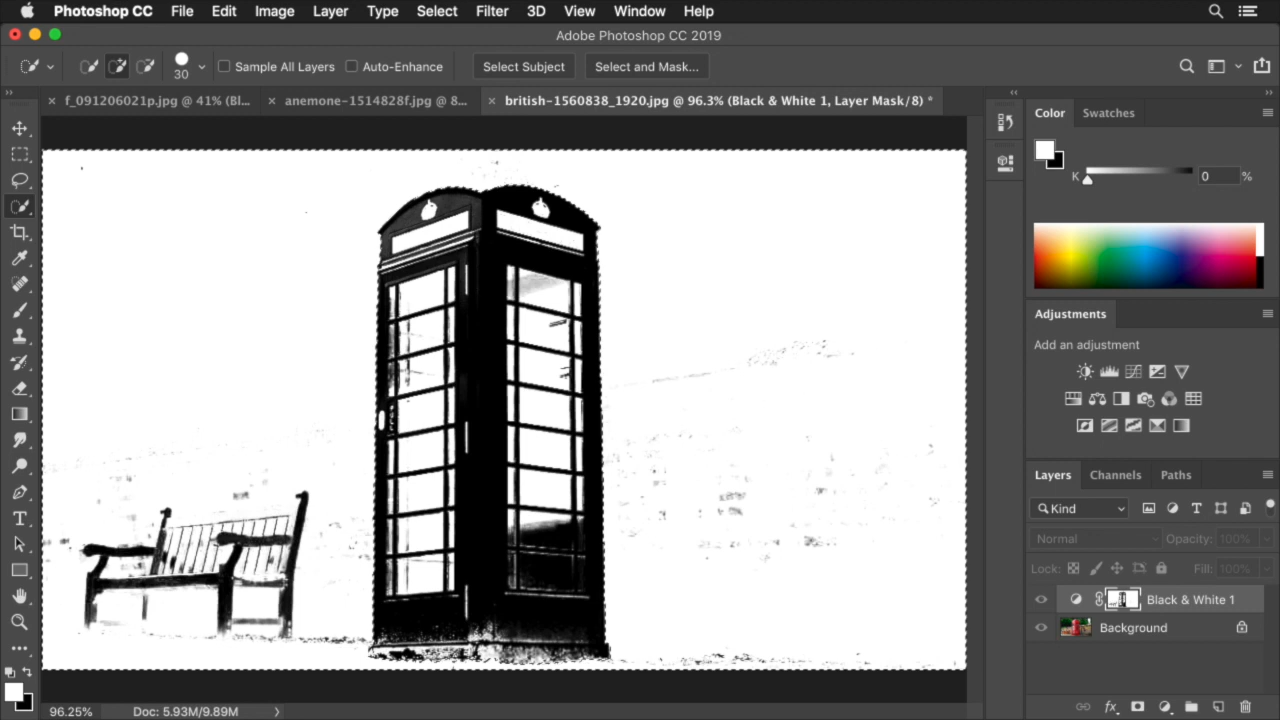 Photoshop CC File Edit Image Layer Type Select Filter 3D View Window Help
Adobe Photoshop CC 2019
30 Sample All Layers Auto-Enhance Select Subject Select and Mask...
f_091206021p.jpg @ 41% (Bl... anemone-1514828f.jpg @ 8... british-1560838_1920.jpg @ 96.3% (Black & White 1, Layer Mask/8) *
Color Swatches
K 0 %
Adjustments
Add an adjustment
Layers Channels Paths
Kind
Normal Opacity: 100%
Lock: Fill: 100%
Black & White 1
Background
96.25% Doc: 5.93M/9.89M